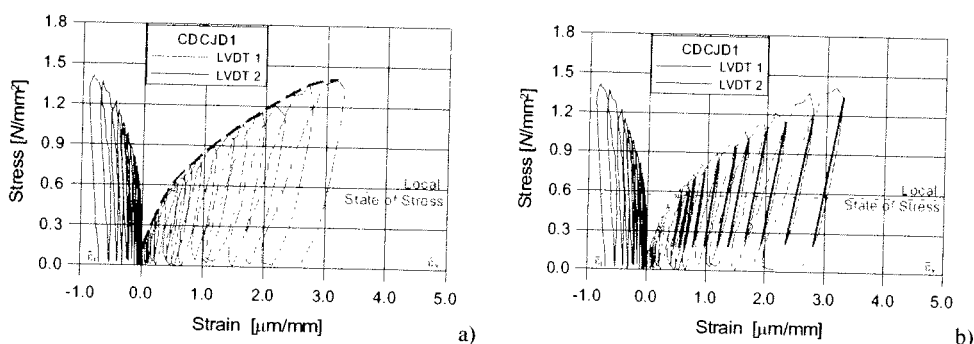 1.8
1.5
1.2
0.9
0.6
0.3
0.0
Stress [N/mm²]
CDCJD1
LVDT 1
LVDT 2
Local
State of Stress
-1.0
0.0
1.0
2.0
3.0
4.0
5.0
Strain [μm/mm]
a)
1.8
1.5
1.2
0.9
0.6
0.3
0.0
Stress [N/mm²]
CDCJD1
LVDT 1
LVDT 2
Local
State of Stress
-1.0
0.0
1.0
2.0
3.0
4.0
5.0
Strain [μm/mm]
b)